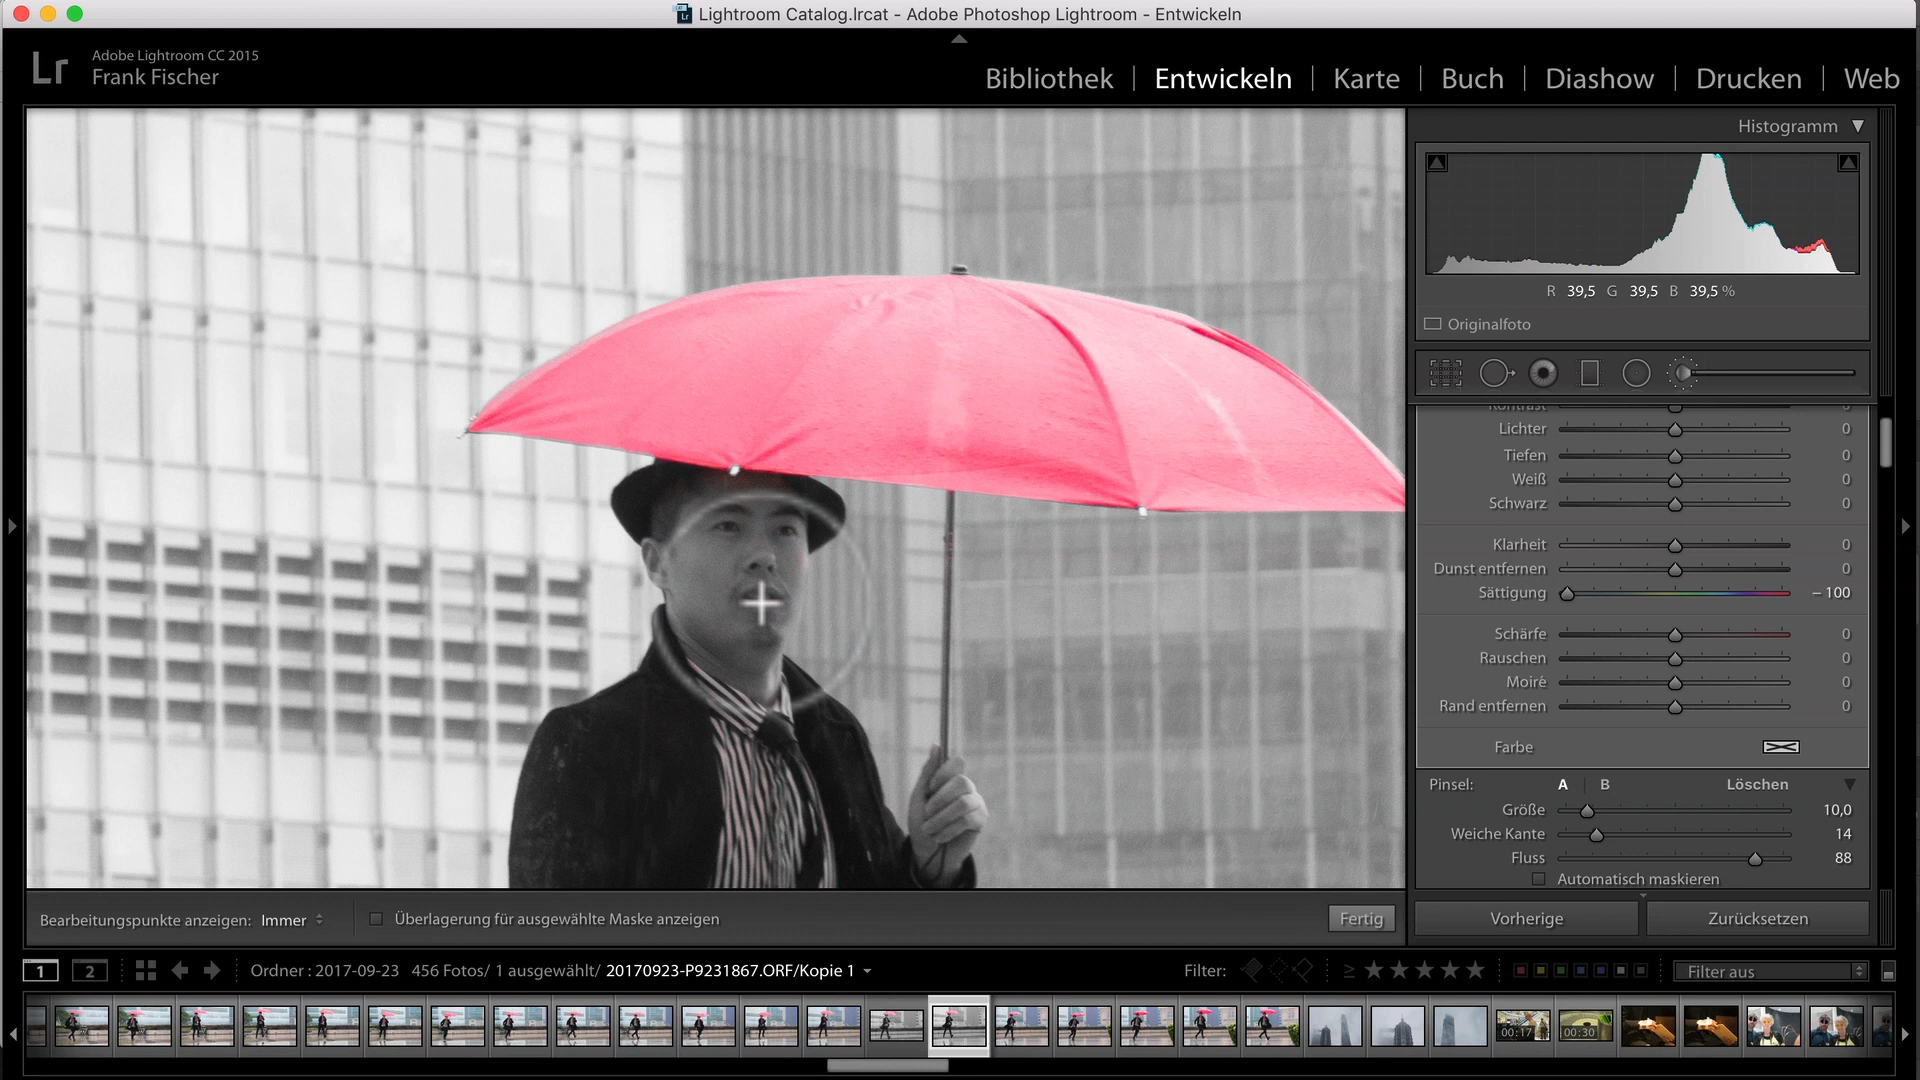 Lightroom Catalog.lrcat - Adobe Photoshop Lightroom - Entwickeln
Lr
Adobe Lightroom CC 2015
Frank Fischer
Bibliothek | Entwickeln | Karte | Buch | Diashow | Drucken | Web
Histogramm
R 39,5 G 39,5 B 39,5 %
Originalfoto
Kontrast 0
Lichter 0
Tiefen 0
Weiß 0
Schwarz 0
Klarheit 0
Dunst entfernen 0
Sättigung – 100
Schärfe 0
Rauschen 0
Moiré 0
Rand entfernen 0
Farbe
Pinsel: A | B Löschen
Größe 10,0
Weiche Kante 14
Fluss 88
Automatisch maskieren
Bearbeitungspunkte anzeigen: Immer Überlagerung für ausgewählte Maske anzeigen Fertig
Vorherige Zurücksetzen
1 2 Ordner : 2017-09-23 456 Fotos/ 1 ausgewählt/ 20170923-P9231867.ORF/Kopie 1 Filter: ≥ ★★★★★ Filter aus
00:17 00:30